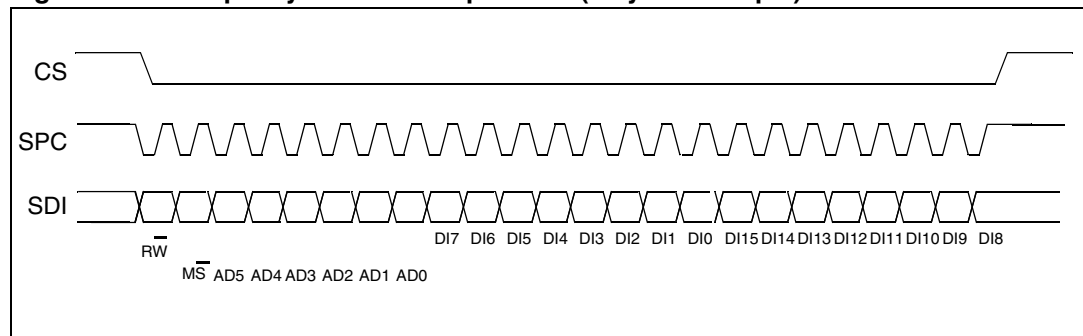 CS
SPC
SDI
DI7 DI6 DI5 DI4 DI3 DI2 DI1 DI0 DI15 DI14 DI13 DI12 DI11 DI10 DI9 DI8
RW
MS AD5 AD4 AD3 AD2 AD1 AD0